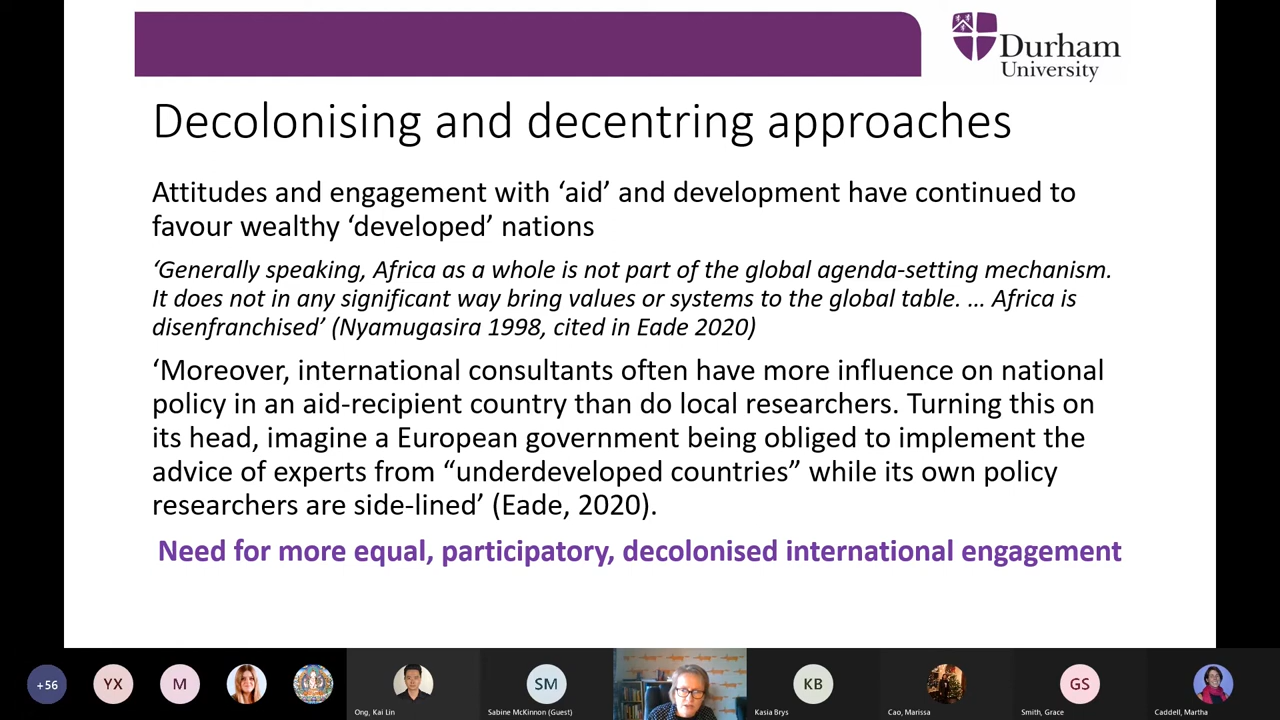 Durham
University
Decolonising and decentring approaches
Attitudes and engagement with ‘aid’ and development have continued to
favour wealthy ‘developed’ nations
‘Generally speaking, Africa as a whole is not part of the global agenda-setting mechanism.
It does not in any significant way bring values or systems to the global table. … Africa is
disenfranchised’ (Nyamugasira 1998, cited in Eade 2020)
‘Moreover, international consultants often have more influence on national
policy in an aid-recipient country than do local researchers. Turning this on
its head, imagine a European government being obliged to implement the
advice of experts from “underdeveloped countries” while its own policy
researchers are side-lined’ (Eade, 2020).
Need for more equal, participatory, decolonised international engagement
+56
YX
M
SM
KB
GS
Ong, Kai Lin
Sabine McKinnon (Guest)
Kasia Brys
Cao, Marissa
Smith, Grace
Caddell, Martha